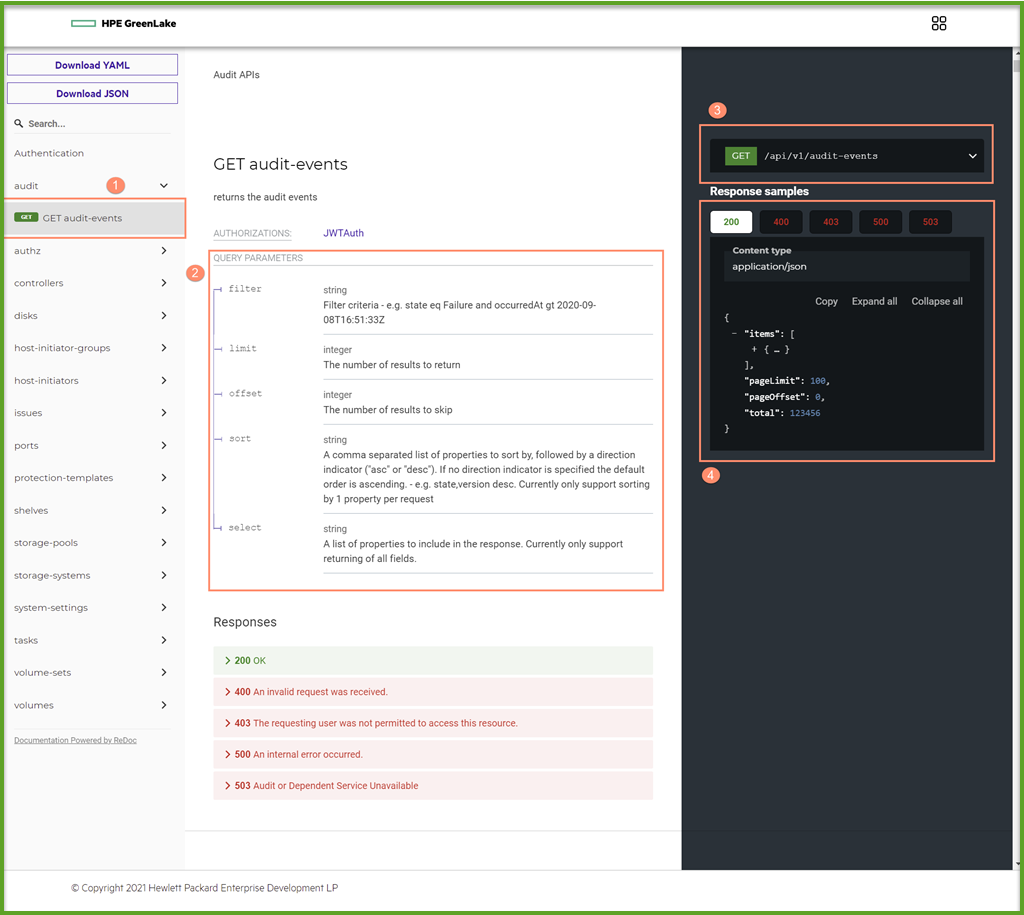 HPE GreenLake
Download YAML
Download JSON
Search...
Authentication
audit
1
GET GET audit-events
authz
controllers
disks
host-initiator-groups
host-initiators
issues
ports
protection-templates
shelves
storage-pools
storage-systems
system-settings
tasks
volume-sets
volumes
Documentation Powered by ReDoc
Audit APIs
GET audit-events
returns the audit events
AUTHORIZATIONS: JWTAuth
2
QUERY PARAMETERS
filter
string
Filter criteria - e.g. state eq Failure and occurredAt gt 2020-09-
08T16:51:33Z
limit
integer
The number of results to return
offset
integer
The number of results to skip
sort
string
A comma separated list of properties to sort by, followed by a direction
indicator ("asc" or "desc"). If no direction indicator is specified the default
order is ascending. - e.g. state,version desc. Currently only support sorting
by 1 property per request
select
string
A list of properties to include in the response. Currently only support
returning of all fields.
Responses
200 OK
400 An invalid request was received.
403 The requesting user was not permitted to access this resource.
500 An internal error occurred.
503 Audit or Dependent Service Unavailable
3
GET /api/v1/audit-events
Response samples
200 400 403 500 503
Content type
application/json
Copy Expand all Collapse all
{
− "items": [
+ { … }
],
"pageLimit": 100,
"pageOffset": 0,
"total": 123456
}
4
© Copyright 2021 Hewlett Packard Enterprise Development LP